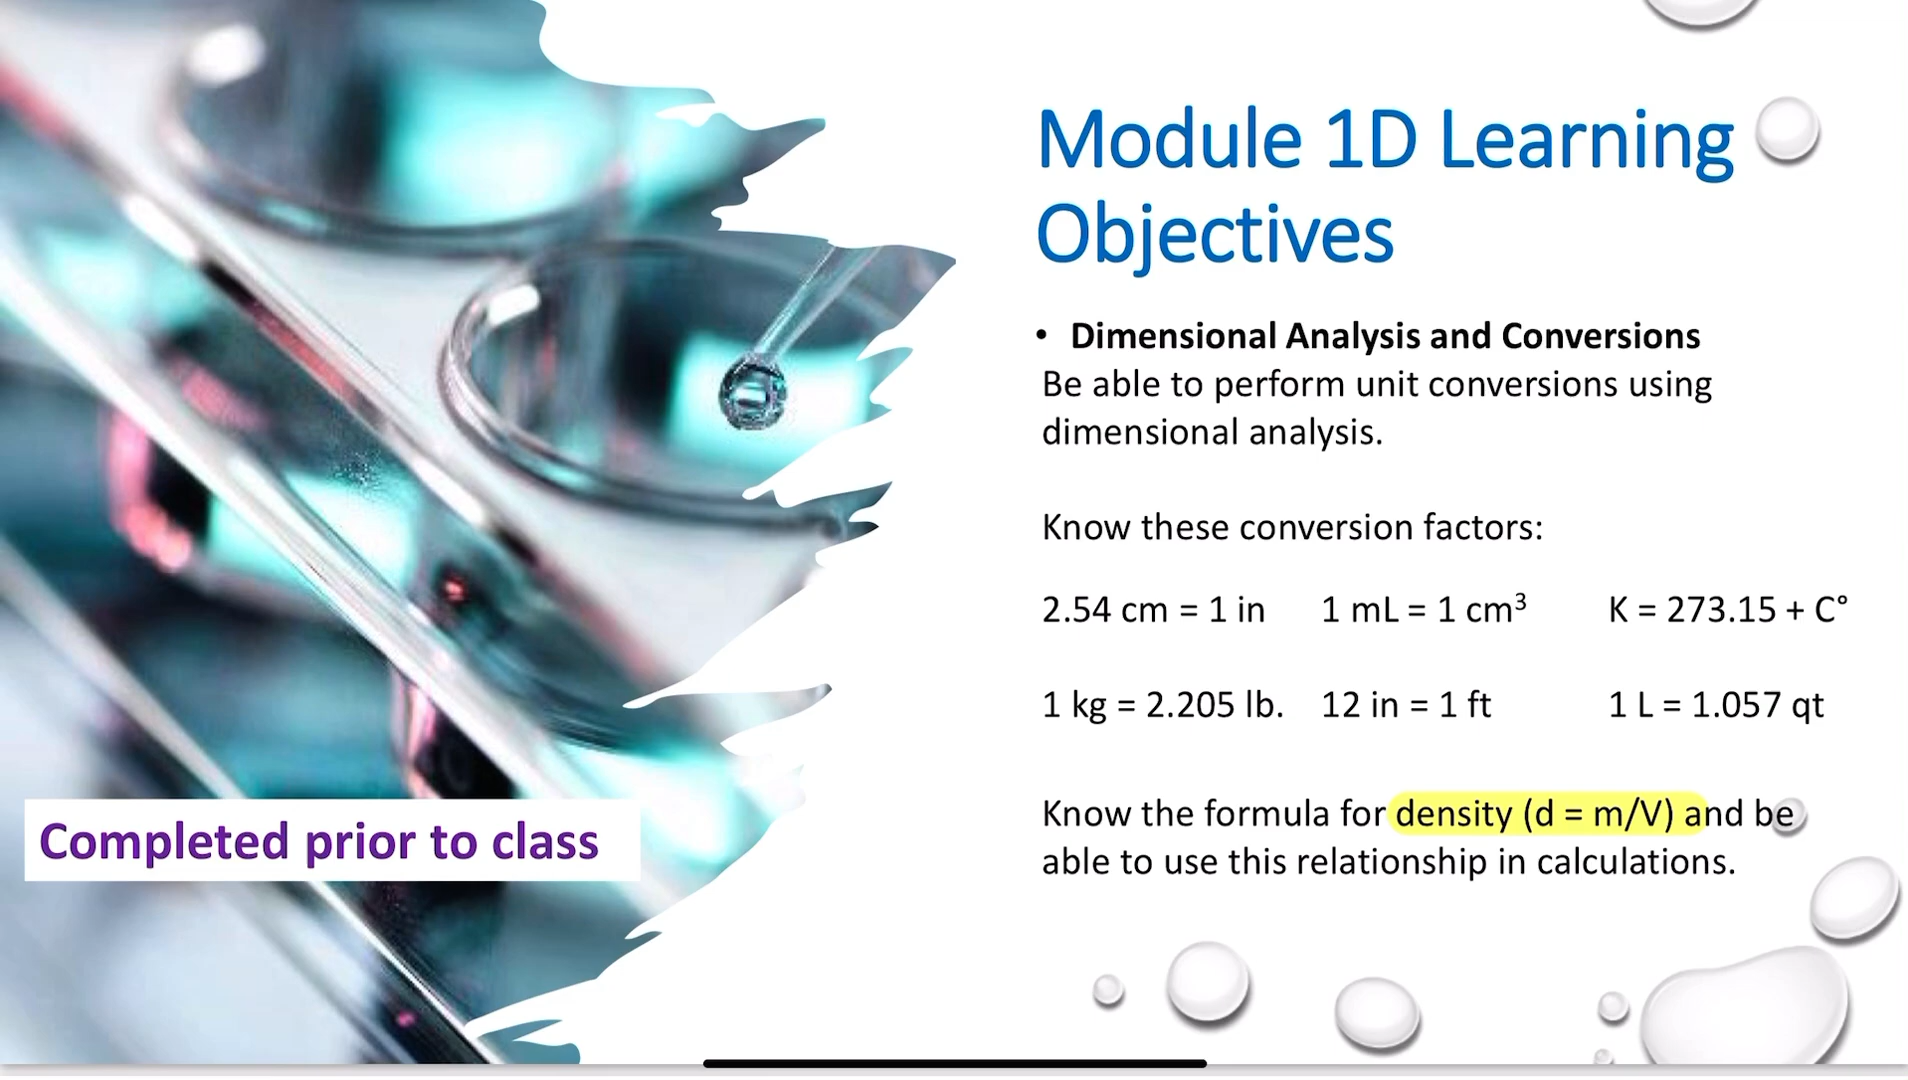 Module 1D Learning
Objectives
• Dimensional Analysis and Conversions
Be able to perform unit conversions using
dimensional analysis.
Know these conversion factors:
2.54 cm = 1 in 1 mL = 1 cm³ K = 273.15 + C°
1 kg = 2.205 lb. 12 in = 1 ft 1 L = 1.057 qt
Know the formula for density (d = m/V) and be
able to use this relationship in calculations.
Completed prior to class